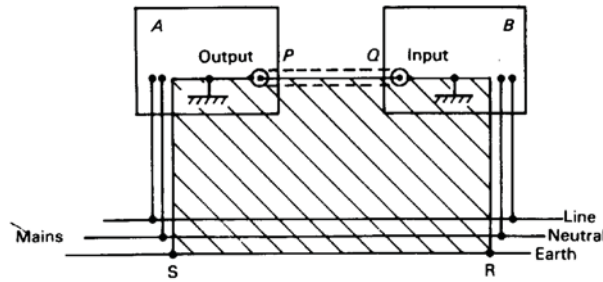 A B
Output P Q Input
Line
Mains Neutral
Earth
S R